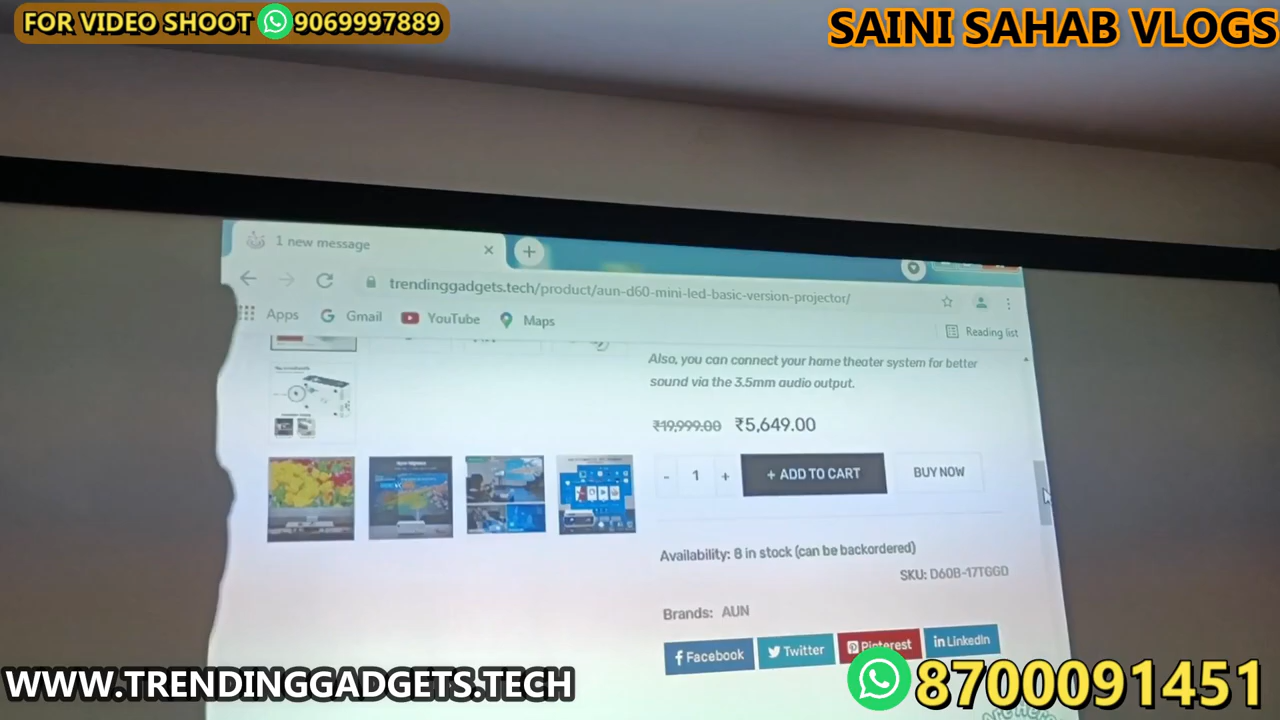 FOR VIDEO SHOOT 9069997889
SAINI SAHAB VLOGS
1 new message
trendinggadgets.tech/product/aun-d60-mini-led-basic-version-projector/
Apps Gmail YouTube Maps
Reading list
Also, you can connect your home theater system for better
sound via the 3.5mm audio output.
₹19,999.00 ₹5,649.00
- 1 + + ADD TO CART BUY NOW
Availability: 8 in stock (can be backordered)
SKU: D60B-17TGGD
Brands: AUN
Facebook Twitter Pinterest LinkedIn
WWW.TRENDINGGADGETS.TECH
8700091451